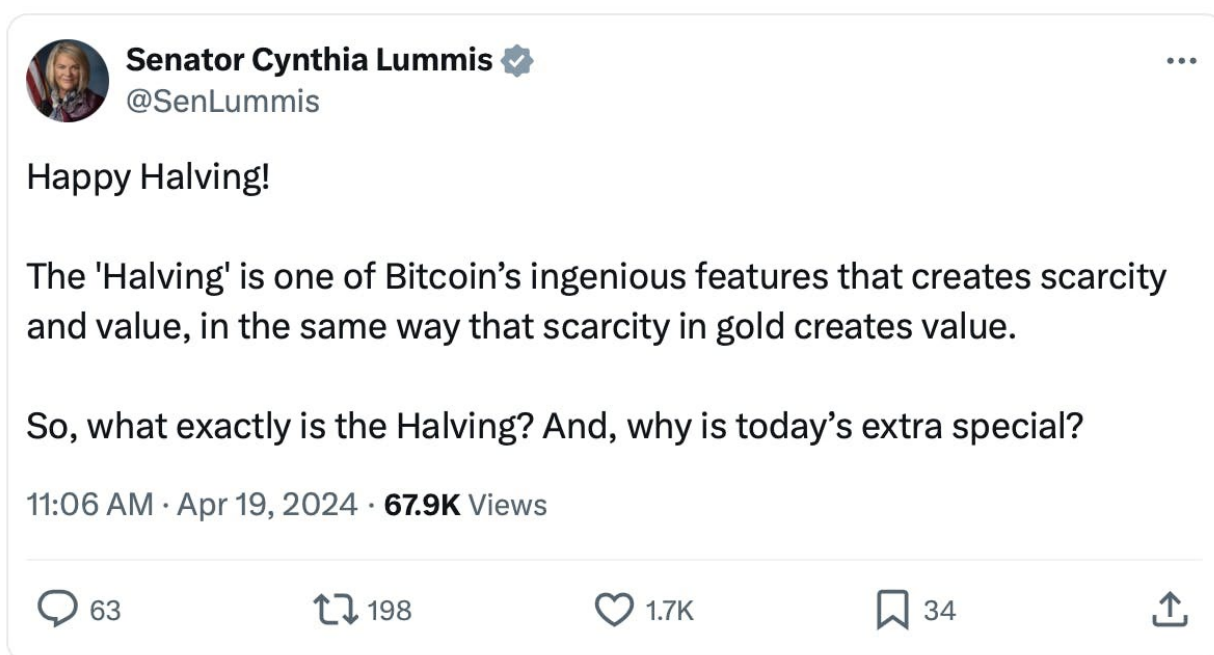 Senator Cynthia Lummis
@SenLummis
Happy Halving!
The 'Halving' is one of Bitcoin’s ingenious features that creates scarcity
and value, in the same way that scarcity in gold creates value.
So, what exactly is the Halving? And, why is today’s extra special?
11:06 AM · Apr 19, 2024 · 67.9K Views
63 198 1.7K 34